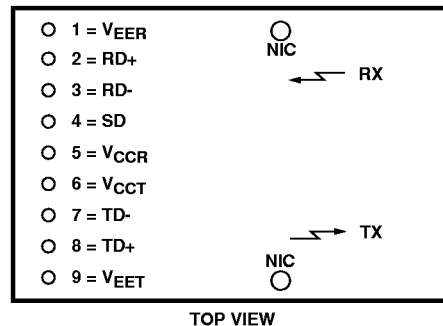 1 = VEER
NIC
2 = RD+
RX
3 = RD-
4 = SD
5 = VCCR
6 = VCCT
7 = TD-
TX
8 = TD+
NIC
9 = VEET
TOP VIEW